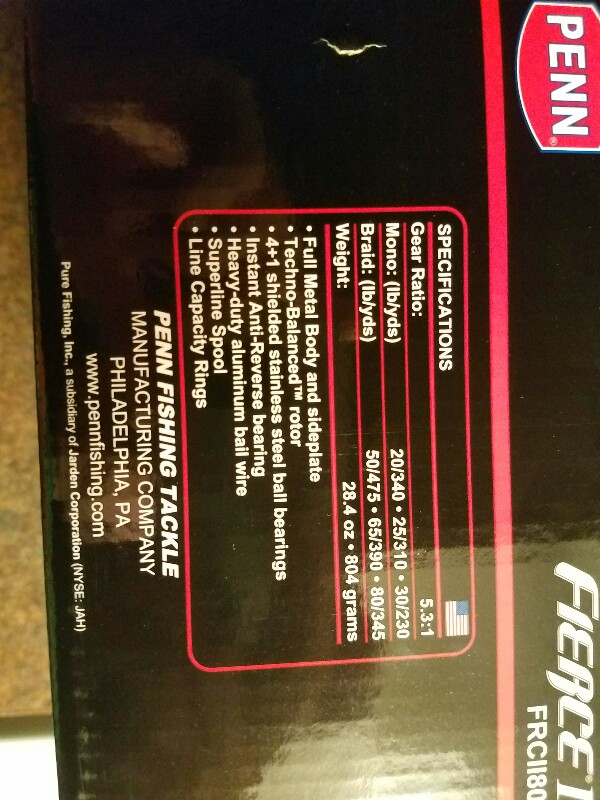 PENN®
FIERCE
FRCII80
SPECIFICATIONS
Gear Ratio: 5.3:1
Mono: (lb/yds) 20/340 • 25/310 • 30/230
Braid: (lb/yds) 50/475 • 65/390 • 80/345
Weight: 28.4 oz • 804 grams
• Full Metal Body and sideplate
• Techno-Balanced™ rotor
• 4+1 shielded stainless steel ball bearings
• Instant Anti-Reverse bearing
• Heavy-duty aluminum bail wire
• Superline Spool
• Line Capacity Rings
PENN FISHING TACKLE
MANUFACTURING COMPANY
PHILADELPHIA, PA
www.pennfishing.com
Pure Fishing, Inc., a subsidiary of Jarden Corporation (NYSE: JAH)